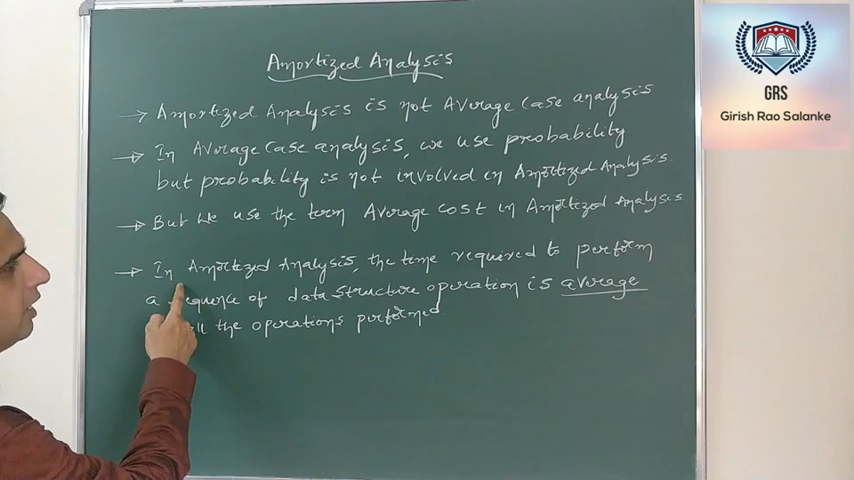 Amortized Analysis
→ Amortized Analysis is not Average Case analysis
→ In Average Case analysis, we use probability
but probability is not involved in Amortized Analysis.
→ But we use the term Average cost in Amortized Analysis
→ In Amortized Analysis, the time required to perform
a sequence of data structure operation is average
all the operations performed
GRS
Girish Rao Salanke